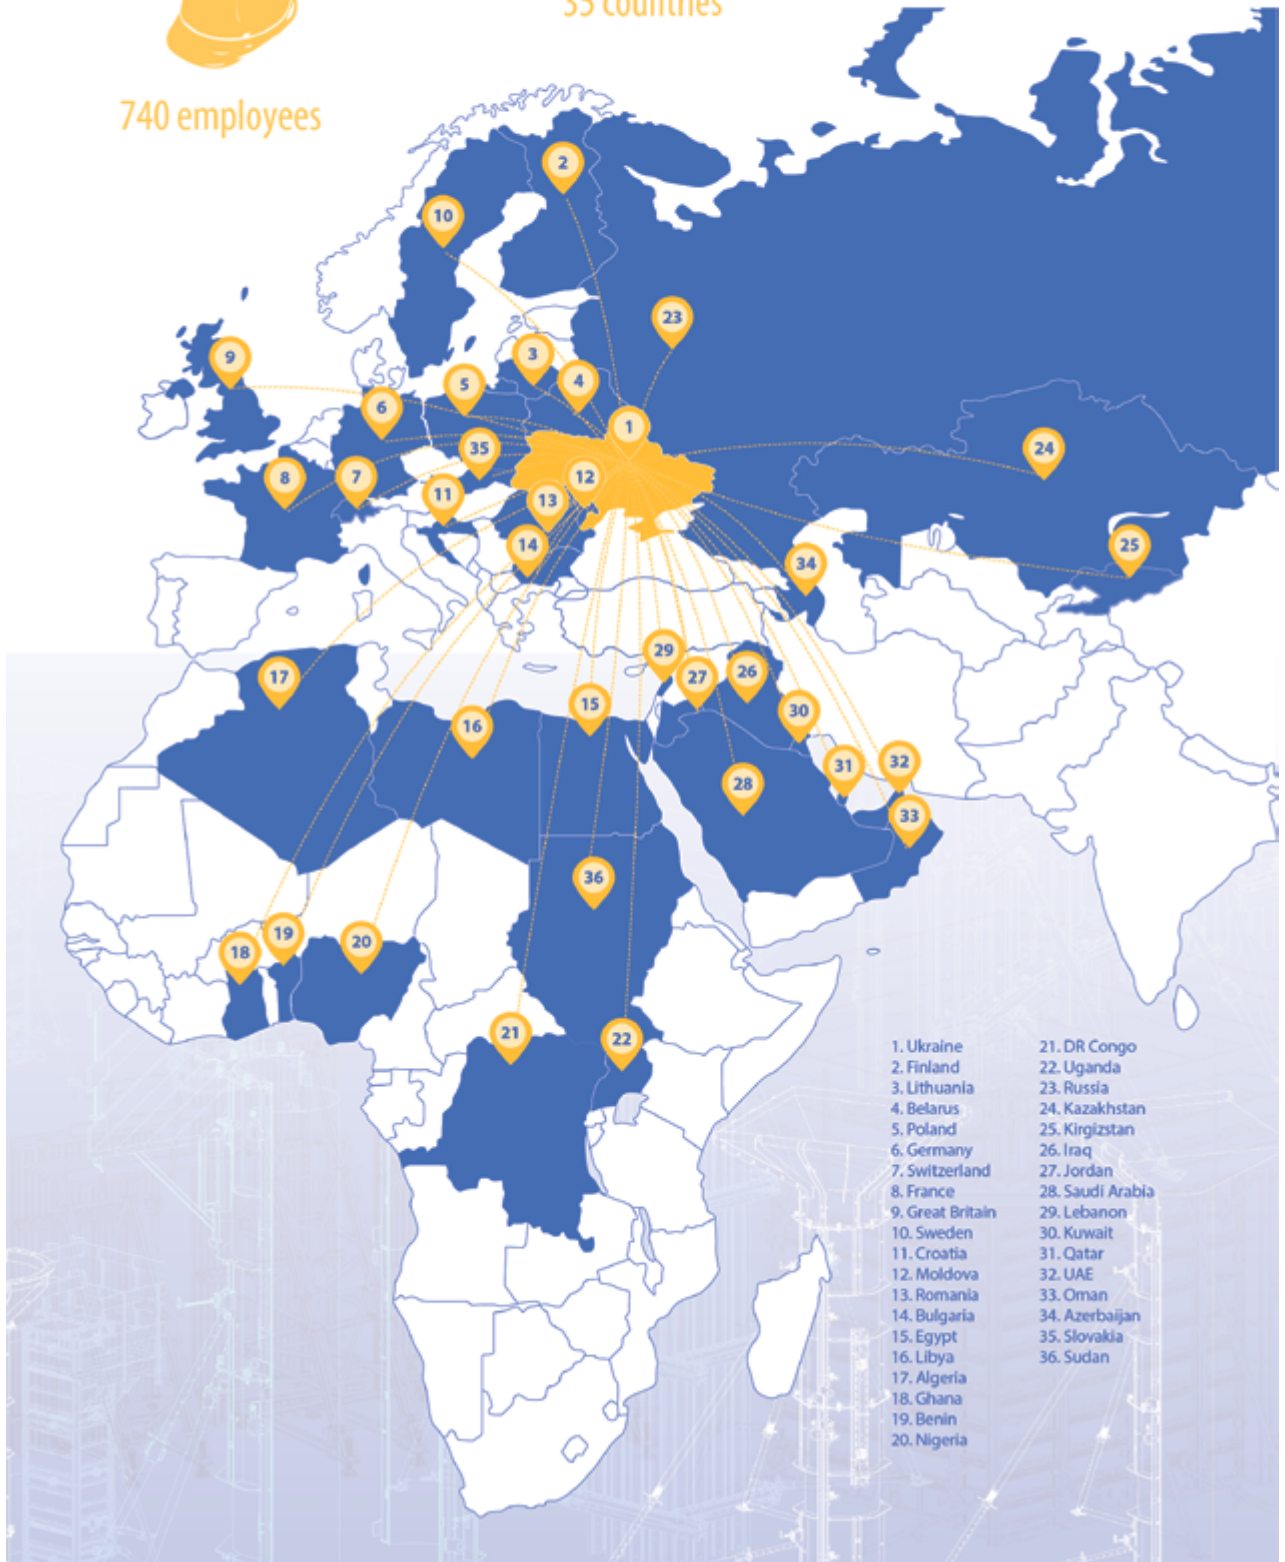 35 countries
740 employees
2
10
23
9
3
4
5
6
1
35
24
8
7
12
11
13
14
25
34
29
17
27
26
15
30
16
32
31
28
33
36
19
20
18
21
22
1. Ukraine
2. Finland
3. Lithuania
4. Belarus
5. Poland
6. Germany
7. Switzerland
8. France
9. Great Britain
10. Sweden
11. Croatia
12. Moldova
13. Romania
14. Bulgaria
15. Egypt
16. Libya
17. Algeria
18. Ghana
19. Benin
20. Nigeria
21. DR Congo
22. Uganda
23. Russia
24. Kazakhstan
25. Kirgizstan
26. Iraq
27. Jordan
28. Saudi Arabia
29. Lebanon
30. Kuwait
31. Qatar
32. UAE
33. Oman
34. Azerbaijan
35. Slovakia
36. Sudan